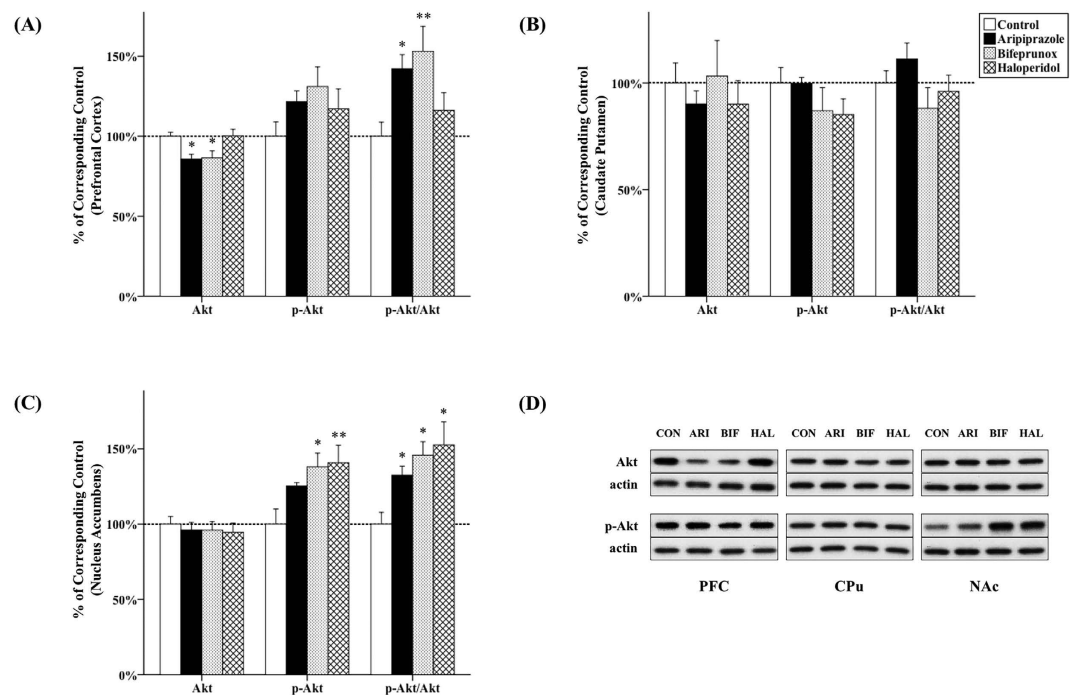 (A)
**
*
150%
100%
* *
50%
0%
% of Corresponding Control
(Prefrontal Cortex)
Akt p-Akt p-Akt/Akt
(B)
100%
50%
0%
% of Corresponding Control
(Caudate Putamen)
Akt p-Akt p-Akt/Akt
Control
Aripiprazole
Bifeprunox
Haloperidol
(C)
* ** * * *
150%
100%
50%
0%
% of Corresponding Control
(Nucleus Accumbens)
Akt p-Akt p-Akt/Akt
(D)
CON ARI BIF HAL CON ARI BIF HAL CON ARI BIF HAL
Akt
actin
p-Akt
actin
PFC CPu NAc